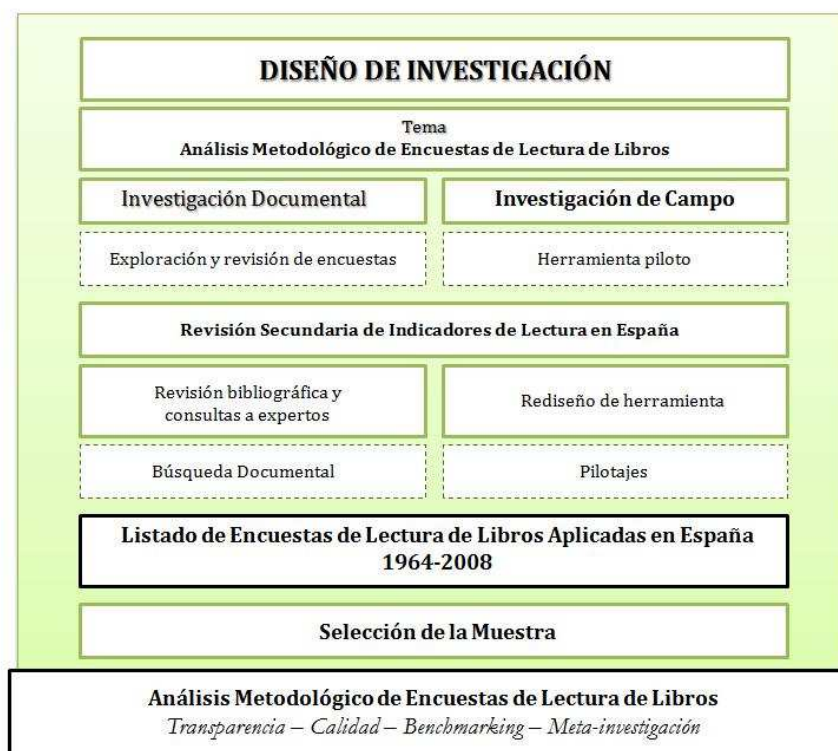 DISEÑO DE INVESTIGACIÓN
Tema
Análisis Metodológico de Encuestas de Lectura de Libros
Investigación Documental
Investigación de Campo
Exploración y revisión de encuestas
Herramienta piloto
Revisión Secundaria de Indicadores de Lectura en España
Revisión bibliográfica y
consultas a expertos
Rediseño de herramienta
Búsqueda Documental
Pilotajes
Listado de Encuestas de Lectura de Libros Aplicadas en España
1964-2008
Selección de la Muestra
Análisis Metodológico de Encuestas de Lectura de Libros
Transparencia – Calidad – Benchmarking – Meta-investigación